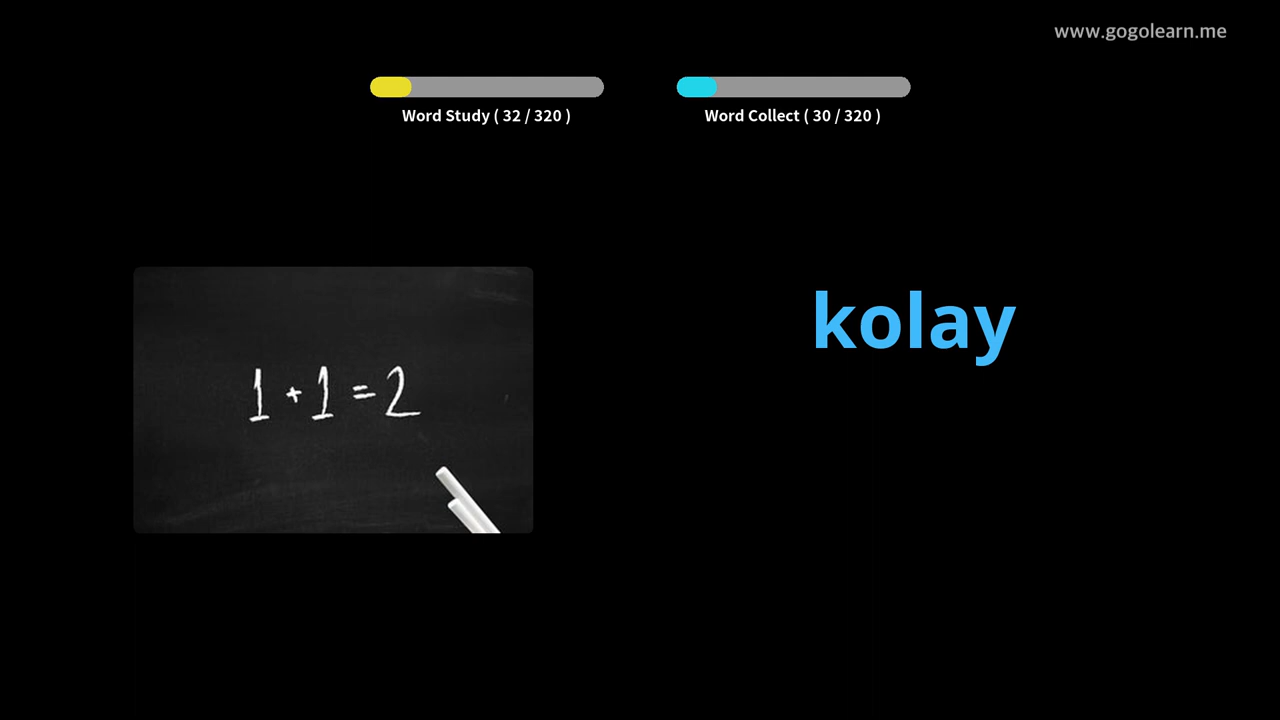 www.gogolearn.me
Word Study ( 32 / 320 )
Word Collect ( 30 / 320 )
kolay
1 + 1 = 2